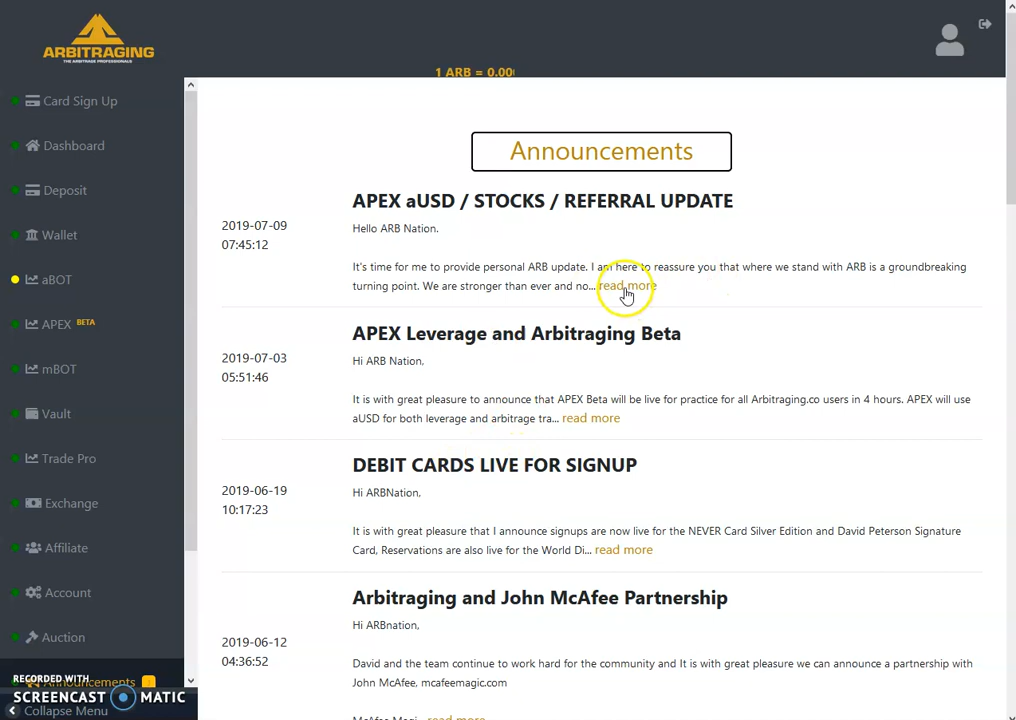 ARBITRAGING
THE ARBITRAGE PROFESSIONALS
1 ARB = 0.00
Card Sign Up
Dashboard
Deposit
Wallet
aBOT
APEX BETA
mBOT
Vault
Trade Pro
Exchange
Affiliate
Account
Auction
Announcements
Collapse Menu
RECORDED WITH
SCREENCAST MATIC
Announcements
APEX aUSD / STOCKS / REFERRAL UPDATE
2019-07-09
07:45:12
Hello ARB Nation.
It's time for me to provide personal ARB update. I am here to reassure you that where we stand with ARB is a groundbreaking
turning point. We are stronger than ever and no... read more
APEX Leverage and Arbitraging Beta
2019-07-03
05:51:46
Hi ARB Nation.
It is with great pleasure to announce that APEX Beta will be live for practice for all Arbitraging.co users in 4 hours. APEX will use
aUSD for both leverage and arbitrage tra... read more
DEBIT CARDS LIVE FOR SIGNUP
2019-06-19
10:17:23
Hi ARBNation,
It is with great pleasure that I announce signups are now live for the NEVER Card Silver Edition and David Peterson Signature
Card, Reservations are also live for the World Di... read more
Arbitraging and John McAfee Partnership
2019-06-12
04:36:52
Hi ARBnation,
David and the team continue to work hard for the community and It is with great pleasure we can announce a partnership with
John McAfee, mcafeemagic.com
McAfee Magi... read more